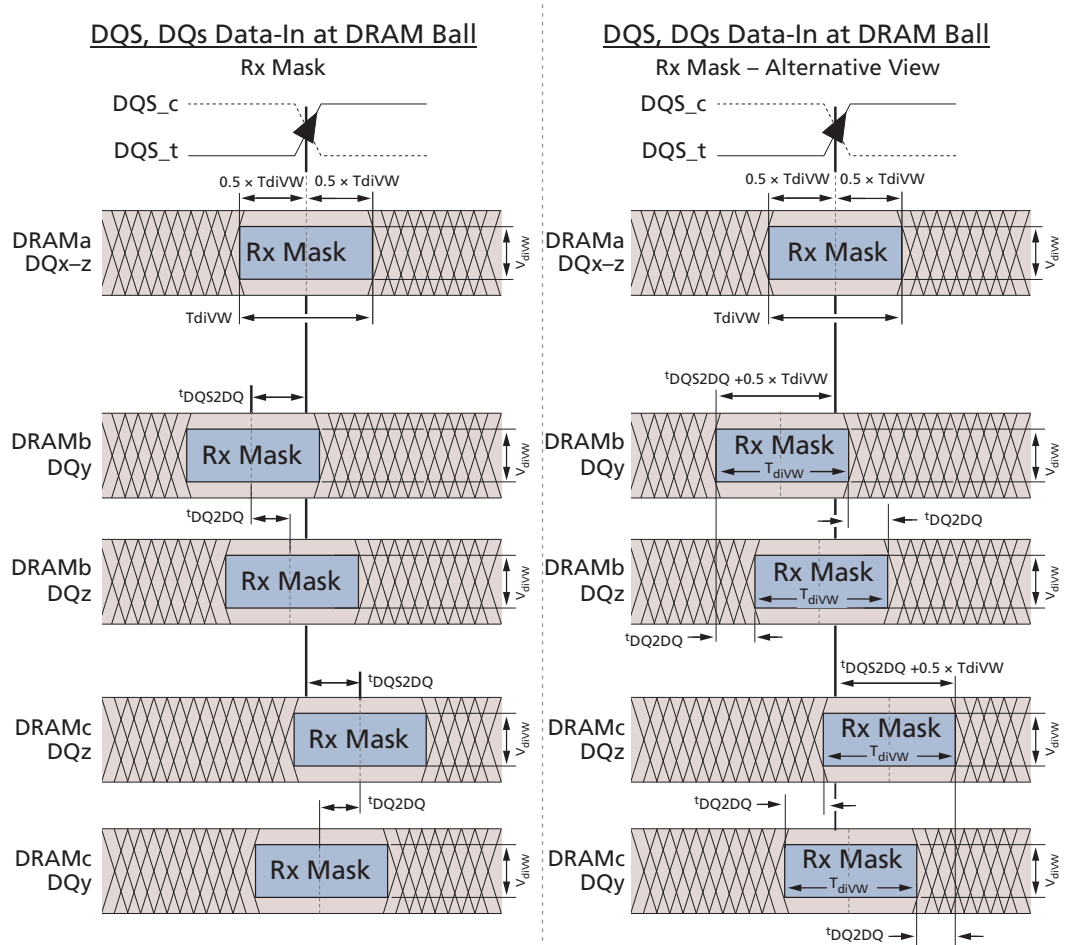 DQS, DQs Data-In at DRAM Ball
Rx Mask
DQS_c
DQS_t
0.5 × TdiVW
0.5 × TdiVW
DRAMa
DQx–z
Rx Mask
VdiVW
TdiVW
tDQS2DQ
DRAMb
DQy
Rx Mask
VdiVW
tDQ2DQ
DRAMb
DQz
Rx Mask
VdiVW
tDQS2DQ
DRAMc
DQz
Rx Mask
VdiVW
tDQ2DQ
DRAMc
DQy
Rx Mask
VdiVW
DQS, DQs Data-In at DRAM Ball
Rx Mask – Alternative View
DQS_c
DQS_t
0.5 × TdiVW
0.5 × TdiVW
DRAMa
DQx–z
Rx Mask
VdiVW
TdiVW
tDQS2DQ +0.5 × TdiVW
DRAMb
DQy
Rx Mask
TdiVW
VdiVW
tDQ2DQ
DRAMb
DQz
Rx Mask
TdiVW
VdiVW
tDQ2DQ
tDQS2DQ +0.5 × TdiVW
DRAMc
DQz
Rx Mask
TdiVW
VdiVW
tDQ2DQ
DRAMc
DQy
Rx Mask
TdiVW
VdiVW
tDQ2DQ